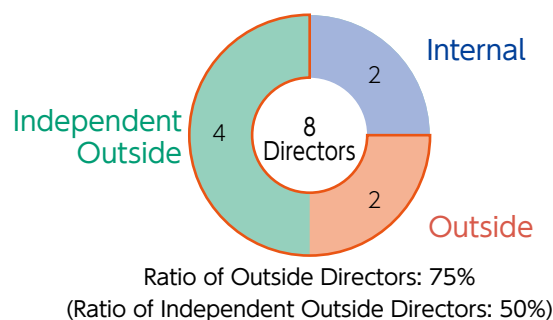 Internal
2
Independent
Outside
4
8
Directors
2
Outside
Ratio of Outside Directors: 75%
(Ratio of Independent Outside Directors: 50%)